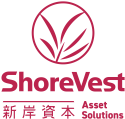 ShoreVest
新岸資本 Asset
Solutions